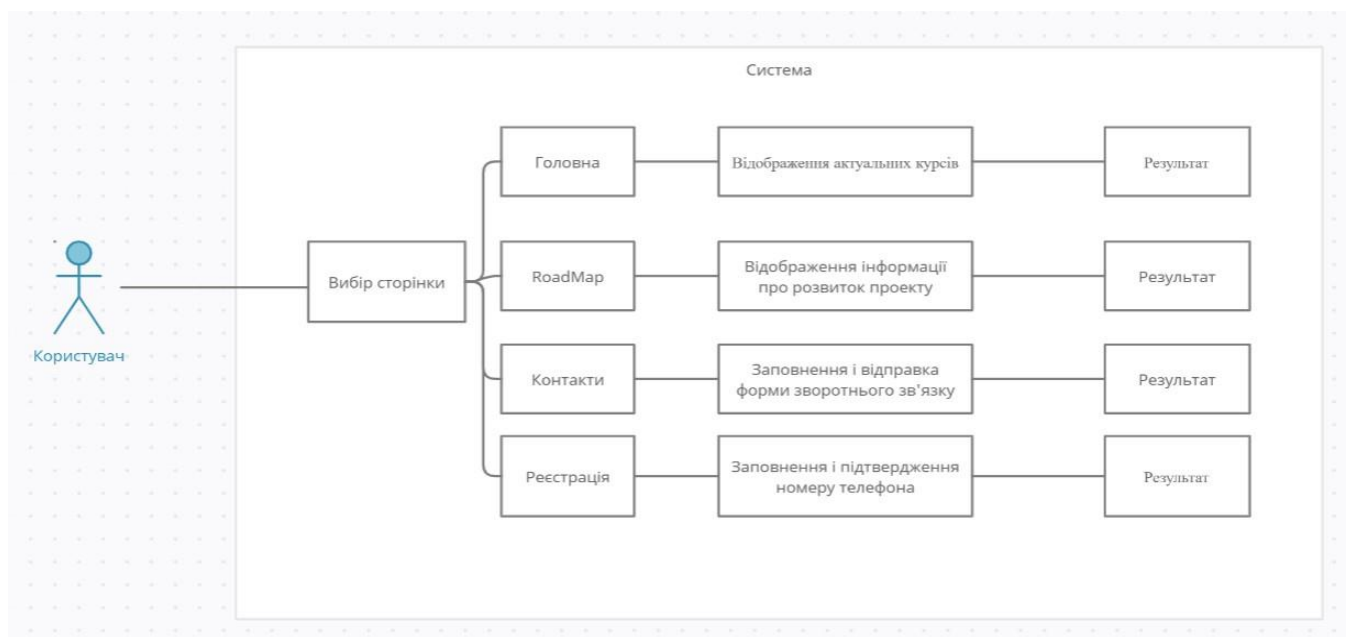 Система
Головна
Відображення актуальних курсів
Результат
Користувач
Вибір сторінки
RoadMap
Відображення інформації
про розвиток проекту
Результат
Контакти
Заповнення і відправка
форми зворотнього зв'язку
Результат
Реєстрація
Заповнення і підтвердження
номеру телефона
Результат